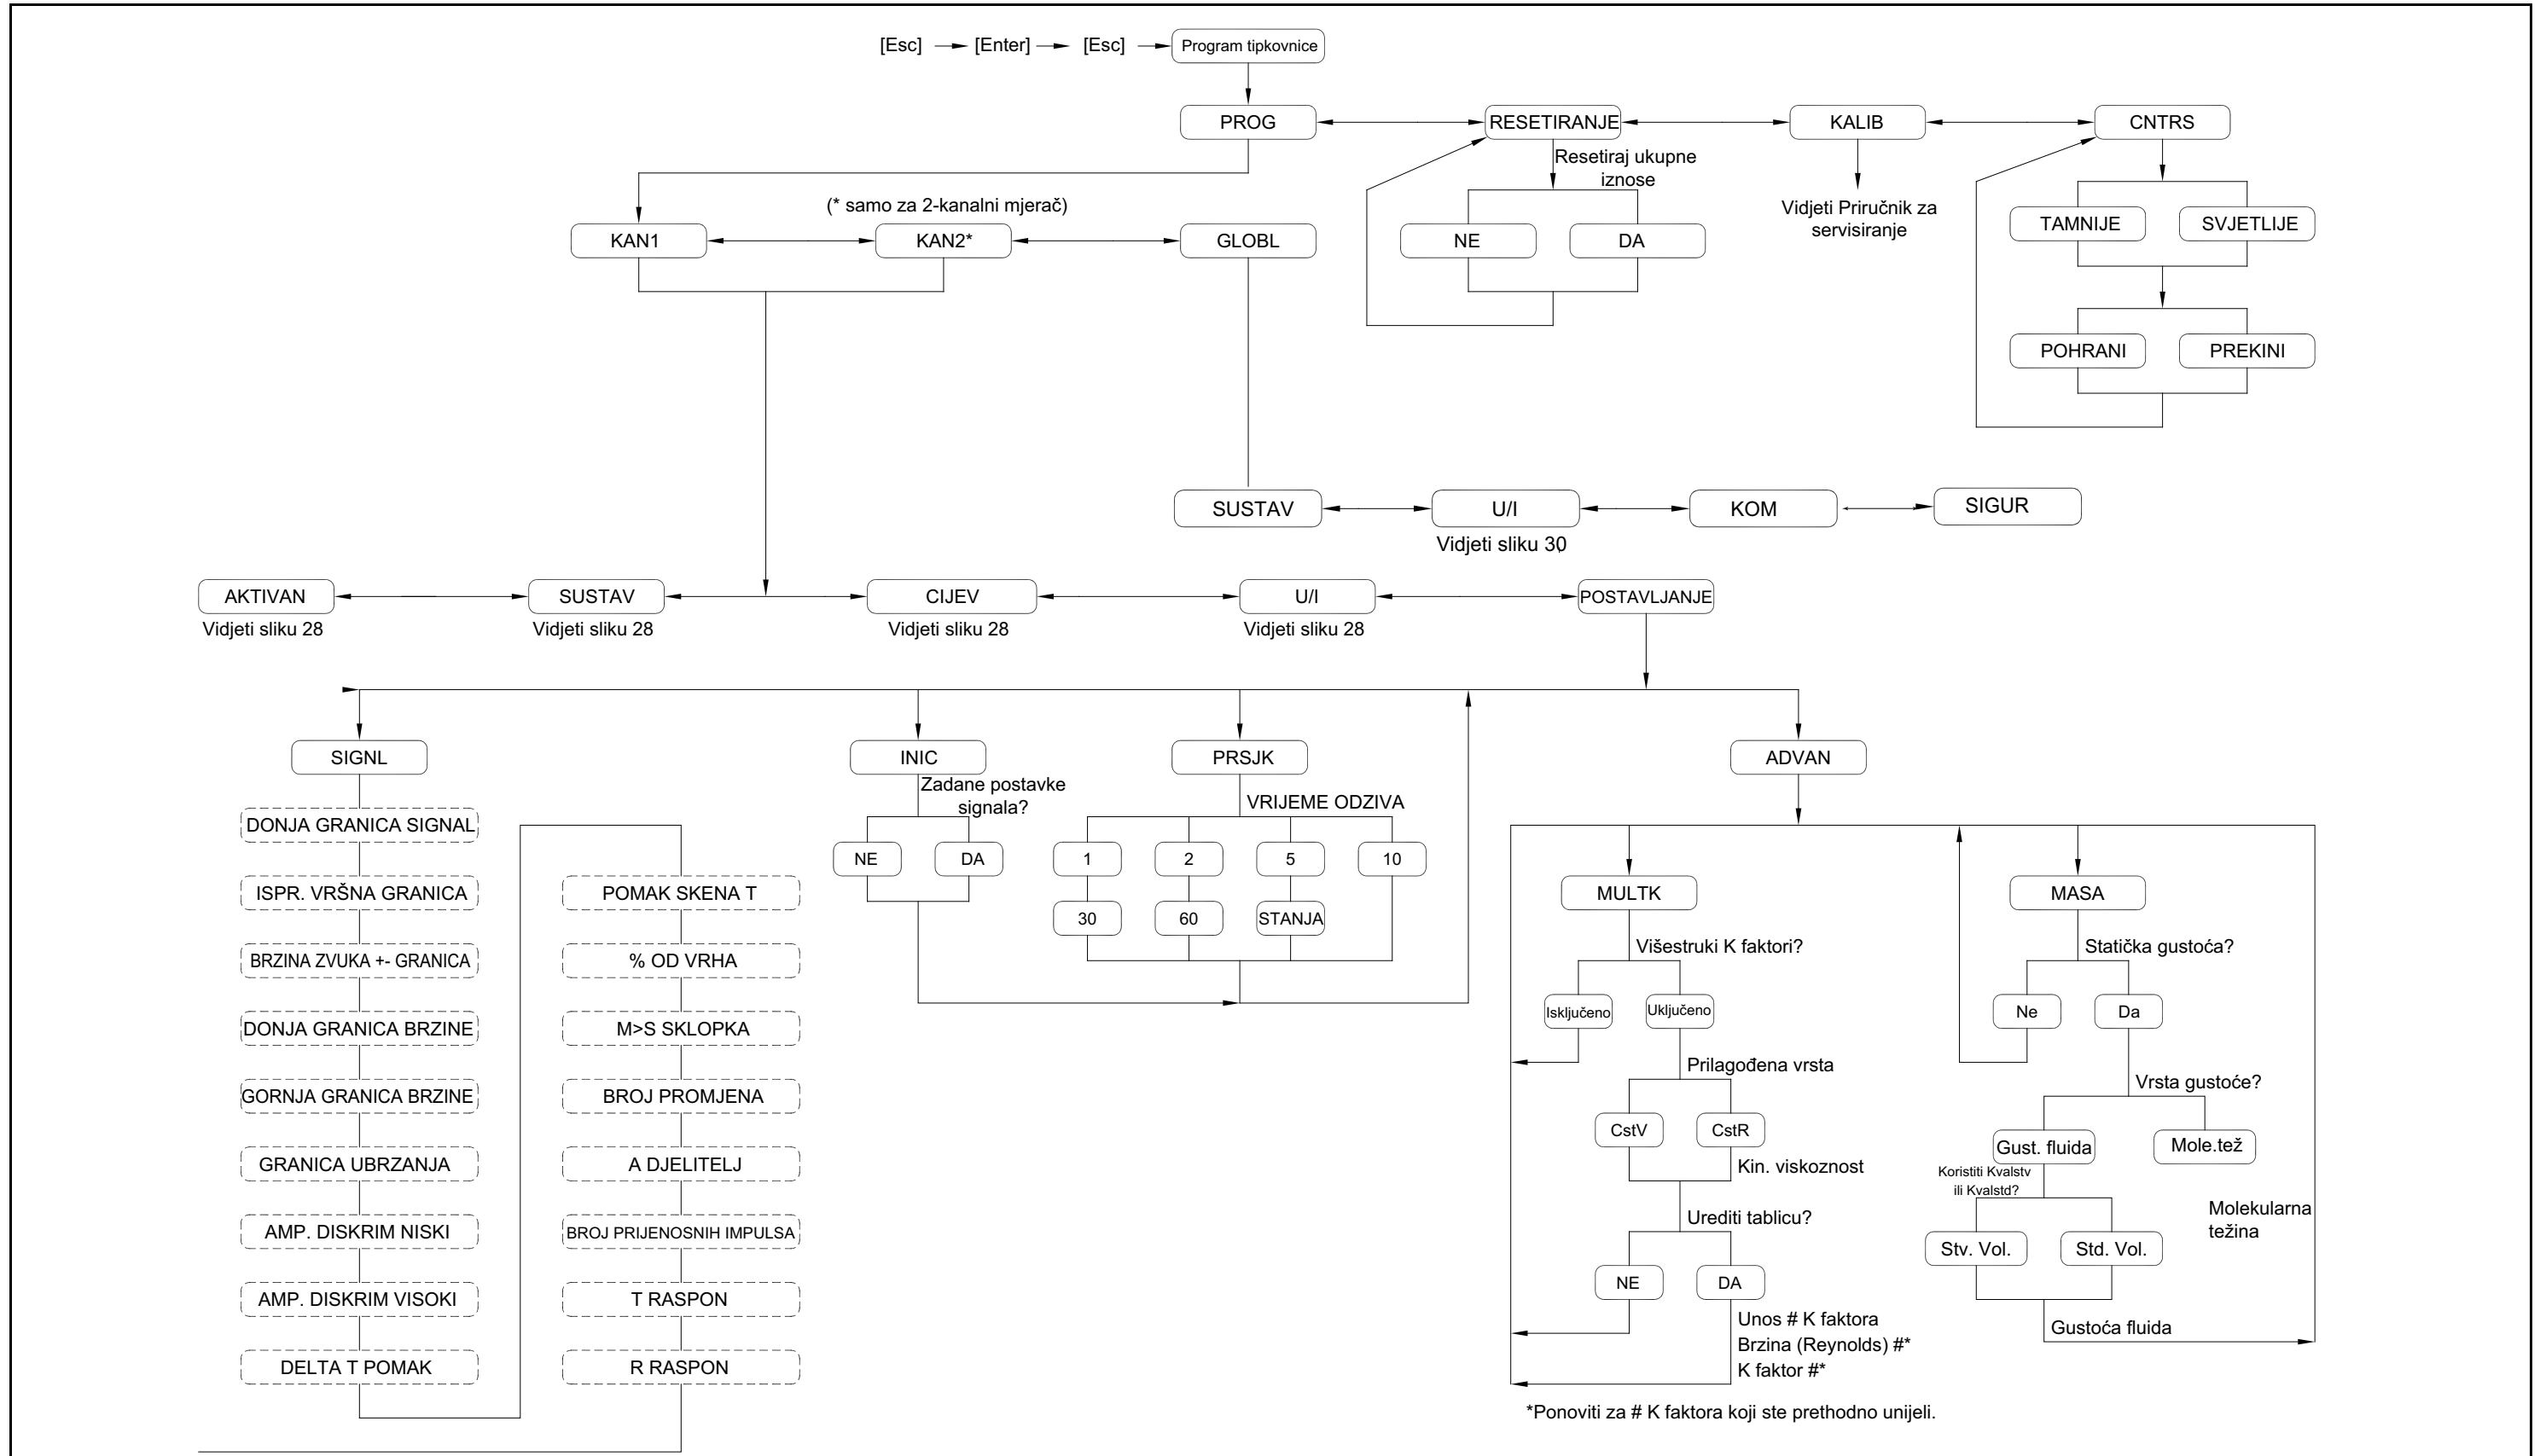 [Esc] [Enter] [Esc] Program tipkovnice
PROG RESETIRANJE KALIB CNTRS
Resetiraj ukupne
iznose
(* samo za 2-kanalni mjerač)
Vidjeti Priručnik za
servisiranje
KAN1 KAN2* GLOBL
NE DA
TAMNIJE SVJETLIJE
POHRANI PREKINI
SUSTAV U/I KOM SIGUR
Vidjeti sliku 30
AKTIVAN SUSTAV CIJEV U/I POSTAVLJANJE
Vidjeti sliku 28 Vidjeti sliku 28 Vidjeti sliku 28 Vidjeti sliku 28
SIGNL INIC PRSJK ADVAN
DONJA GRANICA SIGNAL
ISPR. VRŠNA GRANICA
BRZINA ZVUKA +- GRANICA
DONJA GRANICA BRZINE
GORNJA GRANICA BRZINE
GRANICA UBRZANJA
AMP. DISKRIM NISKI
AMP. DISKRIM VISOKI
DELTA T POMAK
POMAK SKENA T
% OD VRHA
M>S SKLOPKA
BROJ PROMJENA
A DJELITELJ
BROJ PRIJENOSNIH IMPULSA
T RASPON
R RASPON
Zadane postavke
signala?
NE DA
VRIJEME ODZIVA
1 2 5 10
30 60 STANJA
MULTK
Višestruki K faktori?
Isključeno Uključeno
Prilagođena vrsta
CstV CstR
Kin. viskoznost
Urediti tablicu?
NE DA
Unos # K faktora
Brzina (Reynolds) #*
K faktor #*
*Ponoviti za # K faktora koji ste prethodno unijeli.
MASA
Statička gustoća?
Ne Da
Vrsta gustoće?
Gust. fluida Mole.tež
Koristiti Kvalstv
ili Kvalstd?
Molekularna
težina
Stv. Vol. Std. Vol.
Gustoća fluida